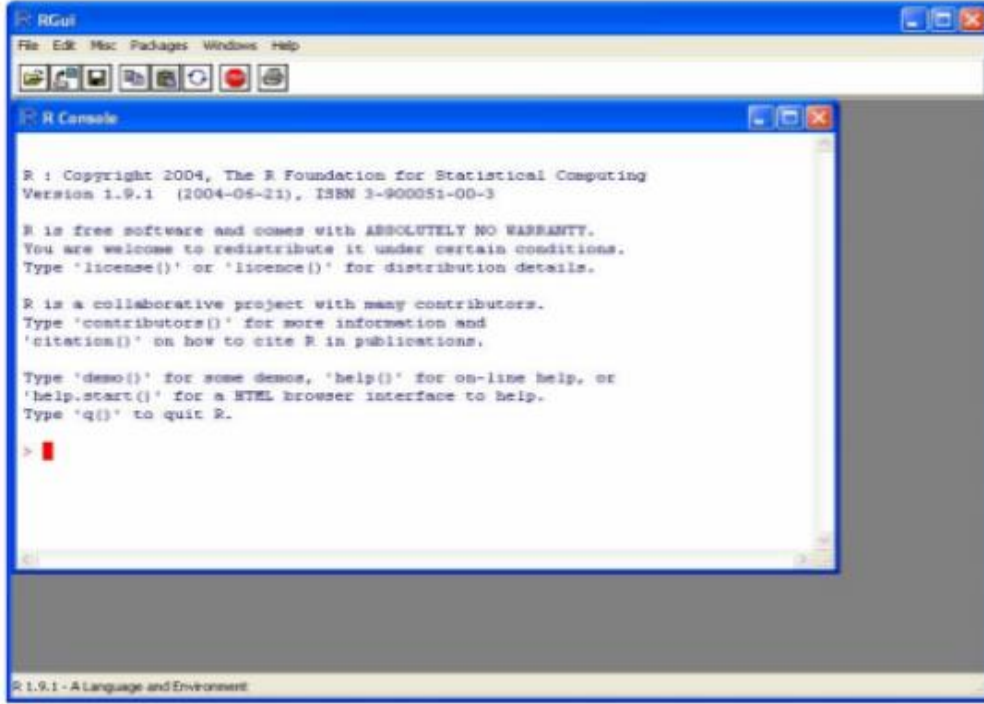 RGui
File Edit Misc Packages Windows Help
STOP
R Console
R : Copyright 2004, The R Foundation for Statistical Computing
Version 1.9.1 (2004-06-21), ISBN 3-900051-00-3
R is free software and comes with ABSOLUTELY NO WARRANTY.
You are welcome to redistribute it under certain conditions.
Type 'license()' or 'licence()' for distribution details.
R is a collaborative project with many contributors.
Type 'contributors()' for more information and
'citation()' on how to cite R in publications.
Type 'demo()' for some demos, 'help()' for on-line help, or
'help.start()' for a HTML browser interface to help.
Type 'q()' to quit R.
>
R 1.9.1 - A Language and Environment